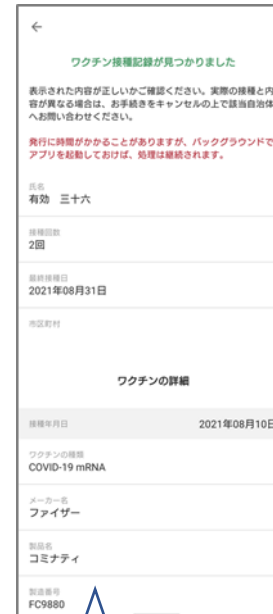 ワクチン接種記録が見つかりました
表示された内容が正しいかご確認ください。実際の接種と内
容が異なる場合は、お手続きをキャンセルの上で該当自治体
へお問い合わせください。
発行に時間がかかることがありますが、バックグラウンドで
アプリを起動しておけば、処理は継続されます。
氏名
有効 三十六
接種回数
2回
最終接種日
2021年08月31日
市区町村
ワクチンの詳細
接種年月日 2021年08月10日
ワクチンの種類
COVID-19 mRNA
メーカー名
ファイザー
製品名
コミナティ
製造番号
FC9880